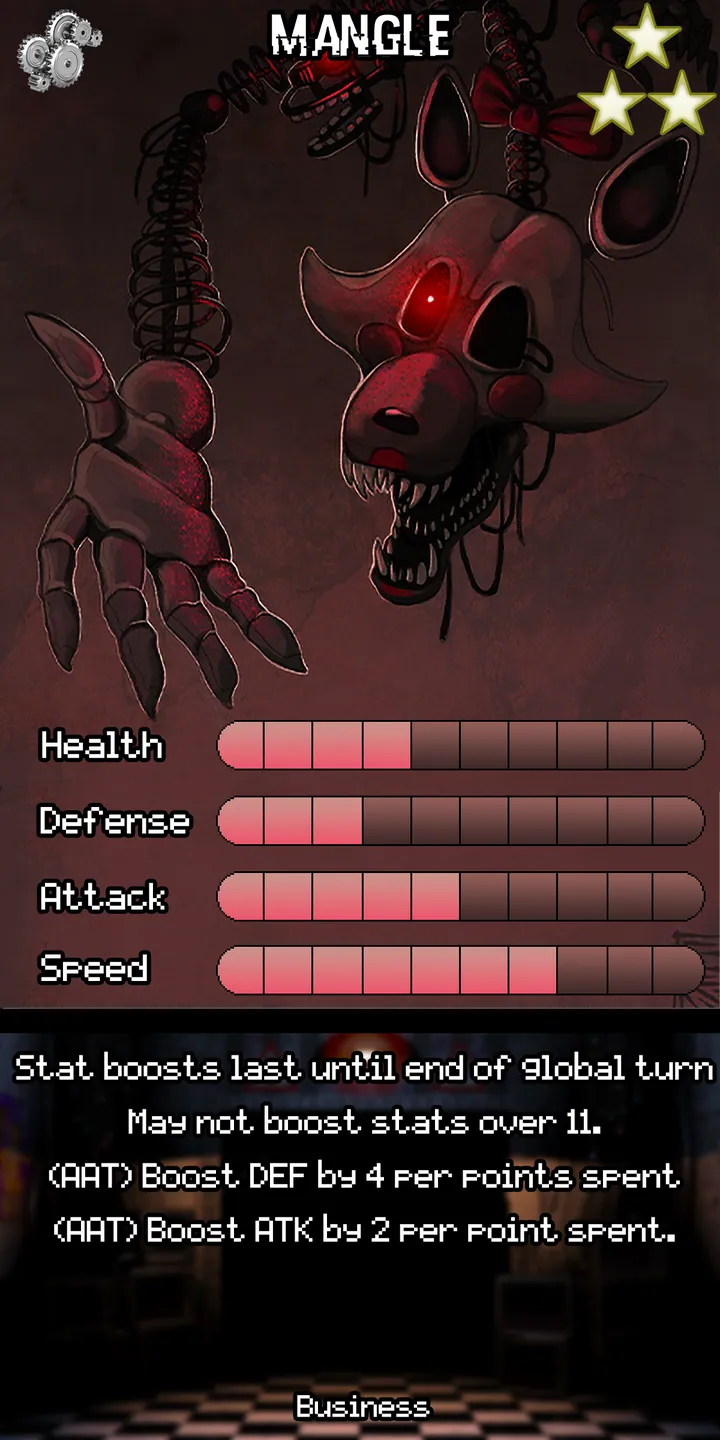 MANGLE
Health
Defense
Attack
Speed
Stat boosts last until end of global turn
May not boost stats over 11.
(AAT) Boost DEF by 4 per points spent
(AAT) Boost ATK by 2 per point spent.
Business